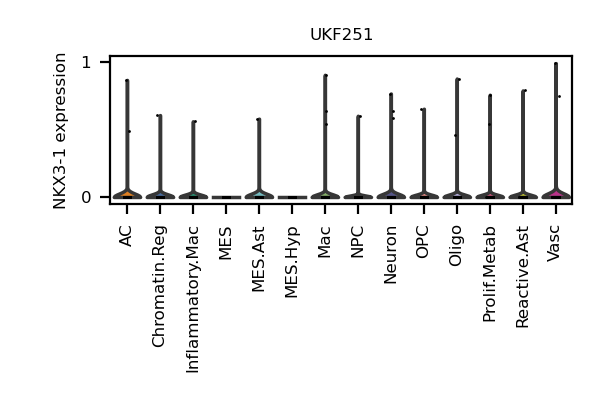 UKF251
NKX3-1 expression
1
0
AC
Chromatin.Reg
Inflammatory.Mac
MES
MES.Ast
MES.Hyp
Mac
NPC
Neuron
OPC
Oligo
Prolif.Metab
Reactive.Ast
Vasc